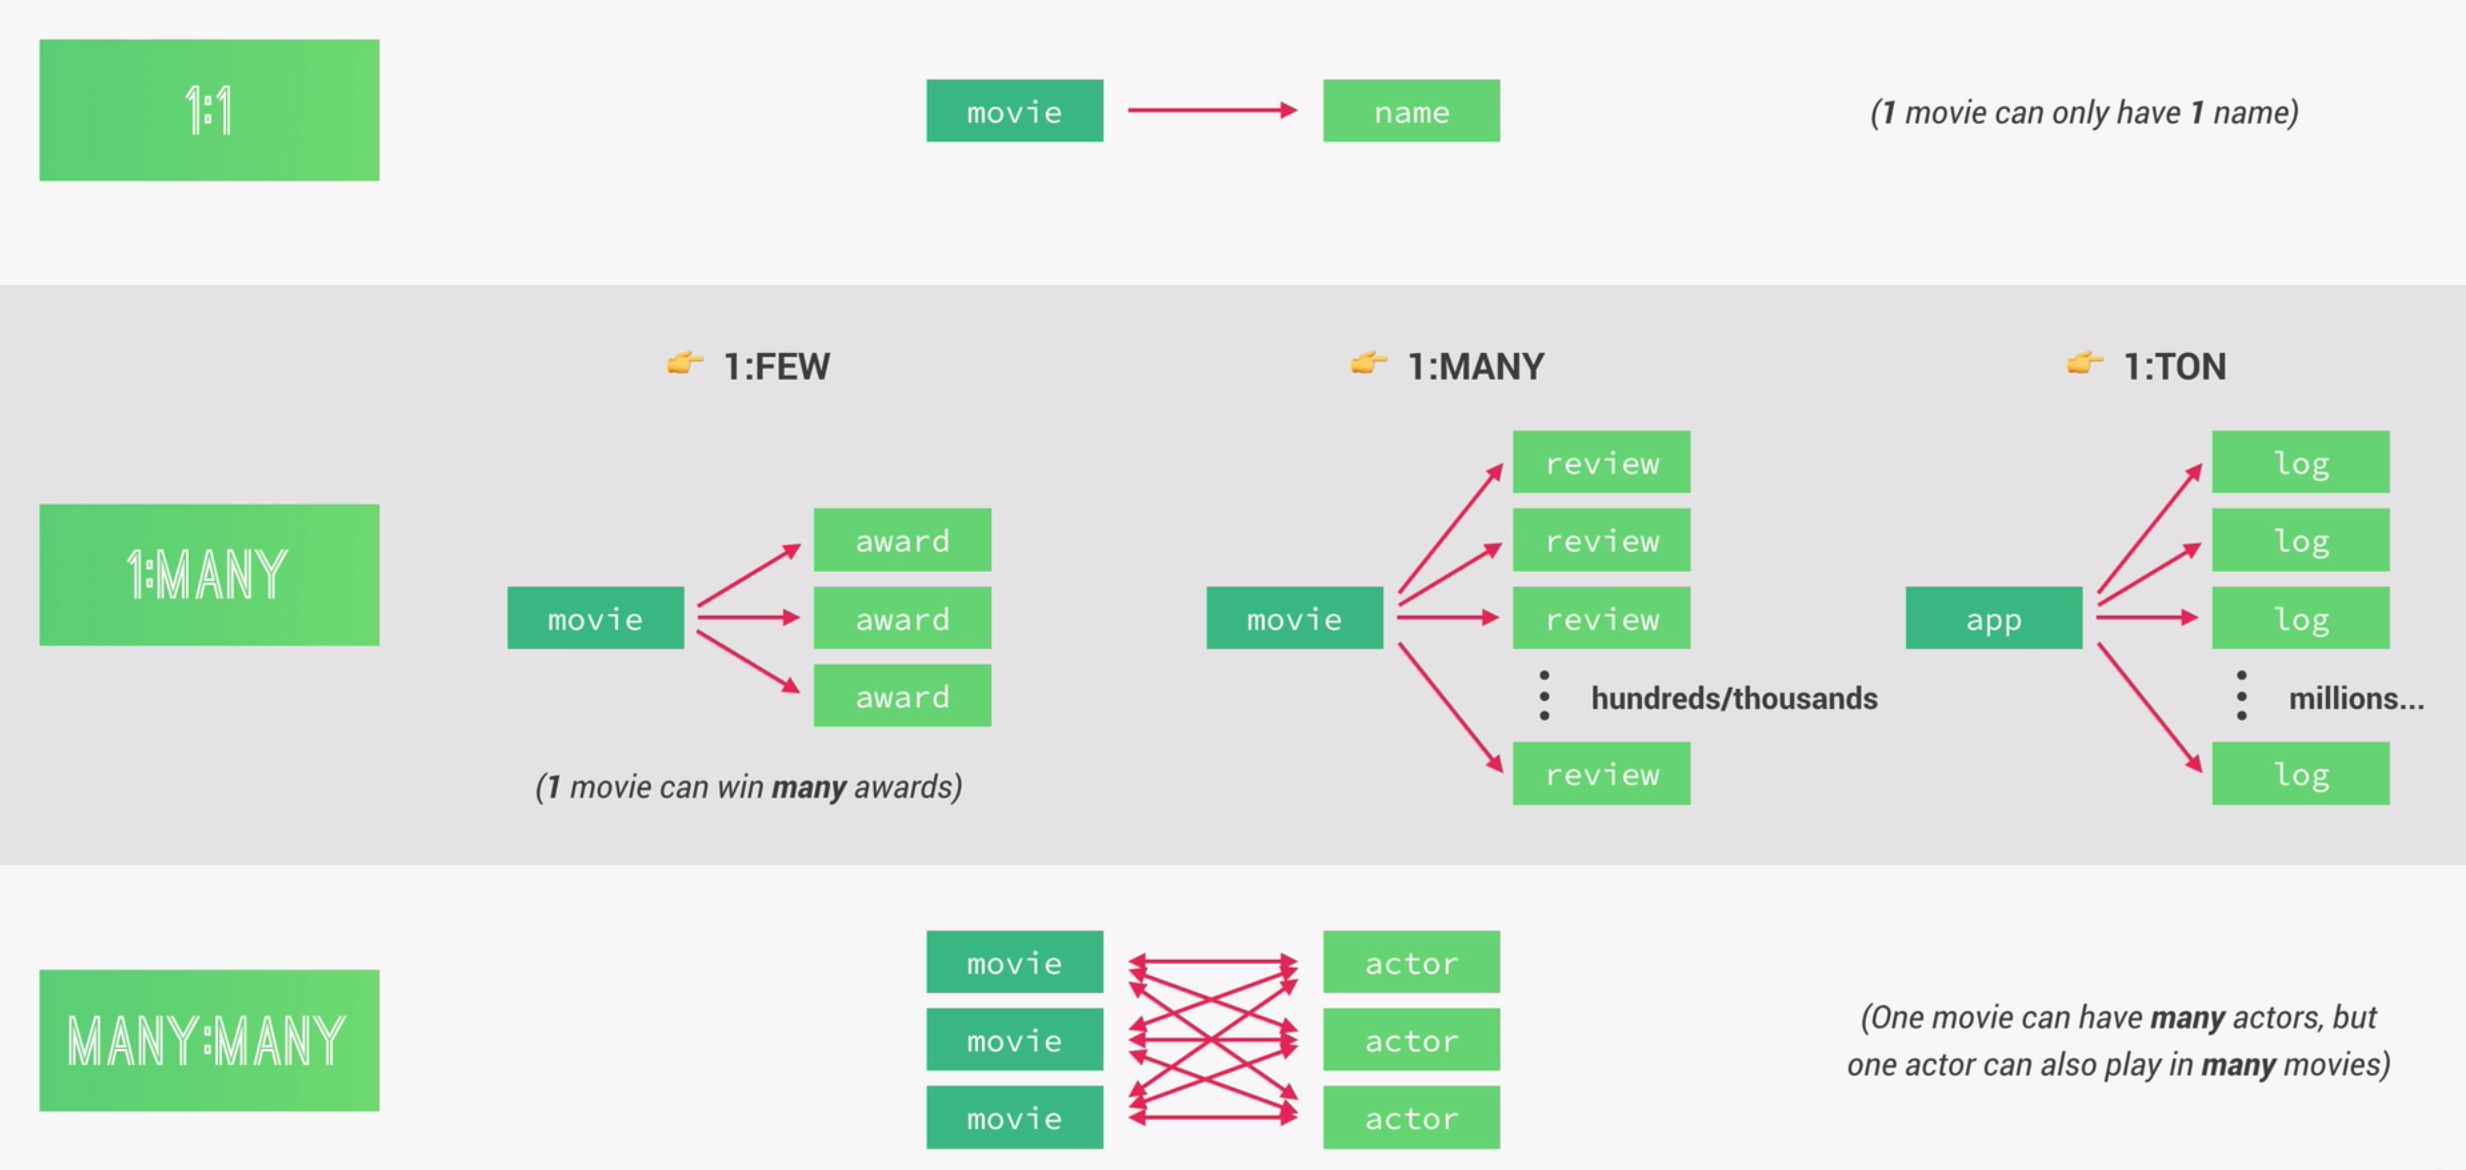 1:1
movie
name
(1 movie can only have 1 name)
1:FEW
1:MANY
1:TON
1:MANY
movie
award
award
award
(1 movie can win many awards)
movie
review
review
review
hundreds/thousands
review
app
log
log
log
millions...
log
MANY:MANY
movie
actor
movie
actor
movie
actor
(One movie can have many actors, but
one actor can also play in many movies)